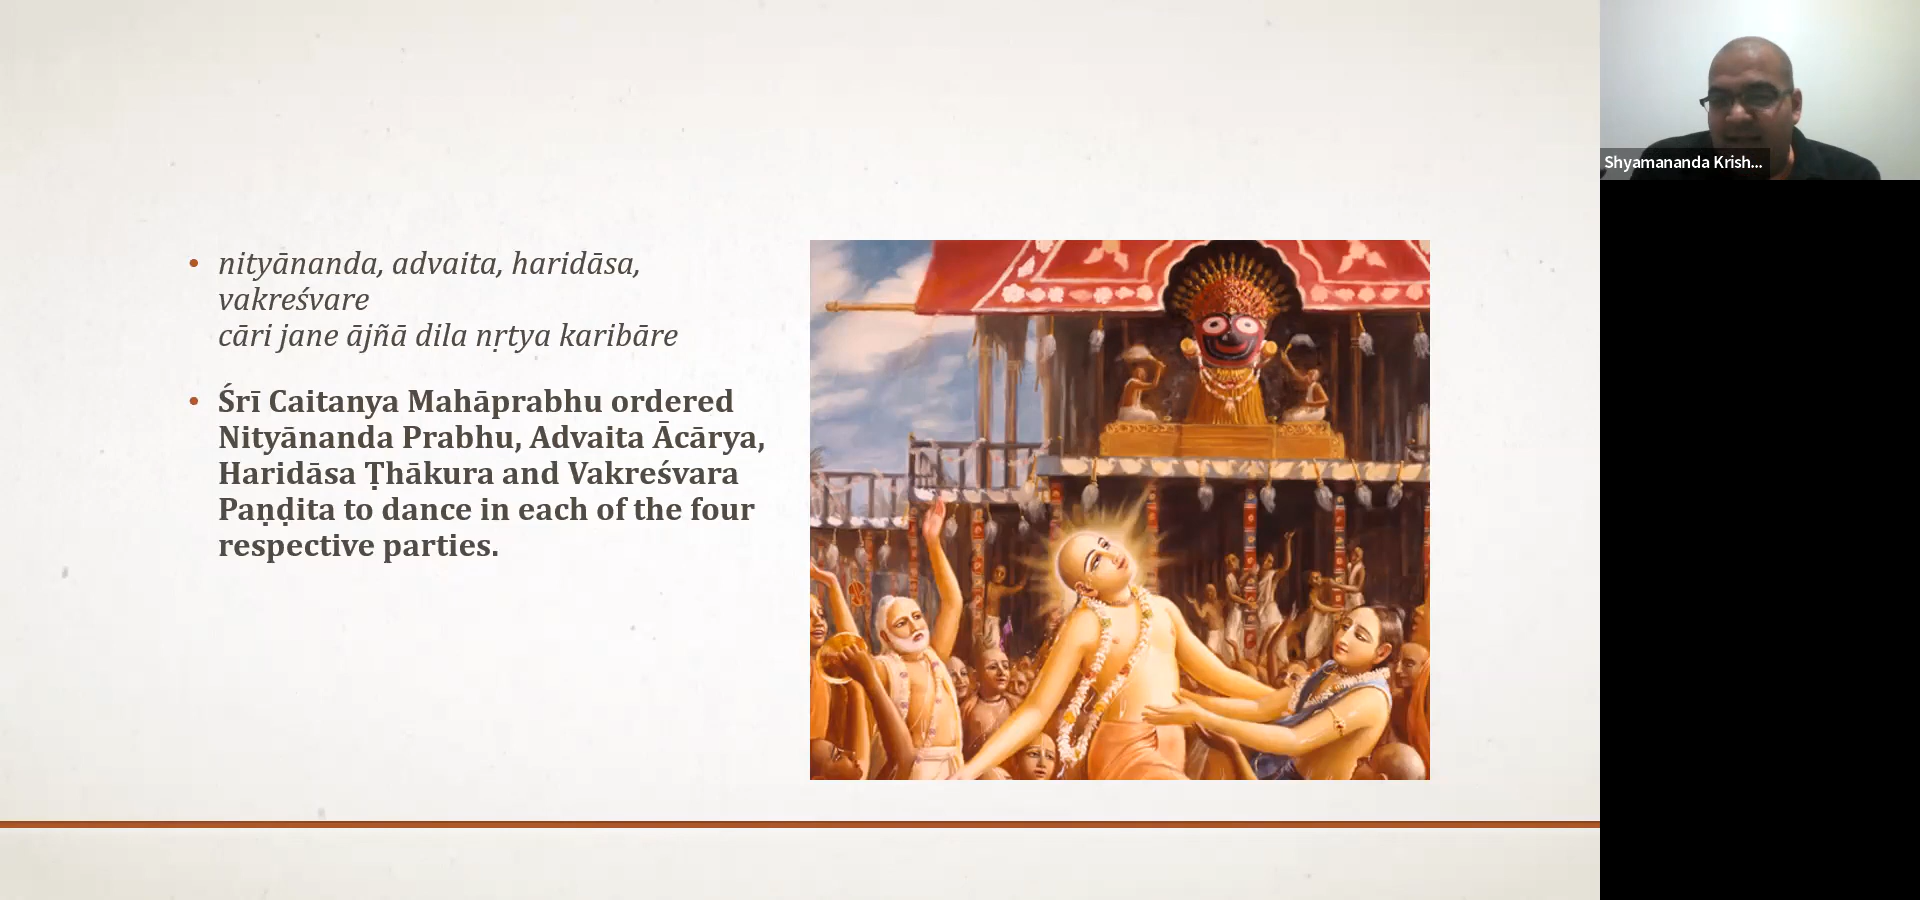 nityānanda, advaita, haridāsa,
vakreśvare
cāri jane ājñā dila nṛtya karibāre
Śrī Caitanya Mahāprabhu ordered
Nityānanda Prabhu, Advaita Ācārya,
Haridāsa Ṭhākura and Vakreśvara
Paṇḍita to dance in each of the four
respective parties.
Shyamananda Krish...